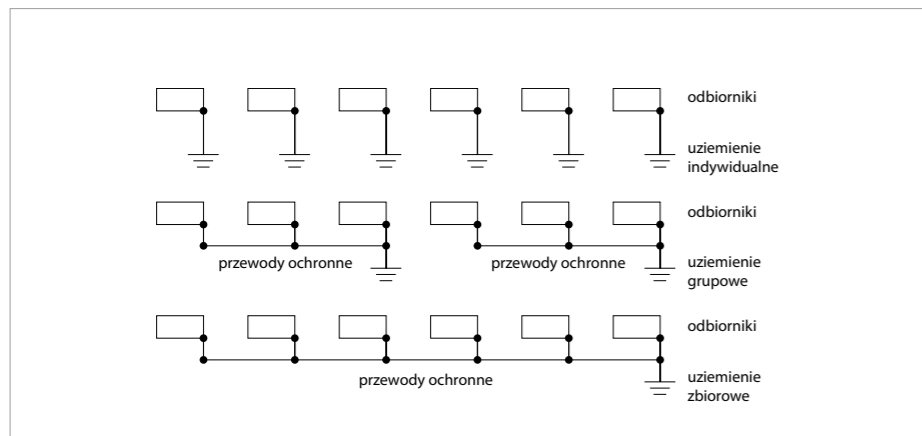 odbiorniki
uziemienie
indywidualne
odbiorniki
przewody ochronne
przewody ochronne
uziemienie
grupowe
odbiorniki
przewody ochronne
uziemienie
zbiorowe